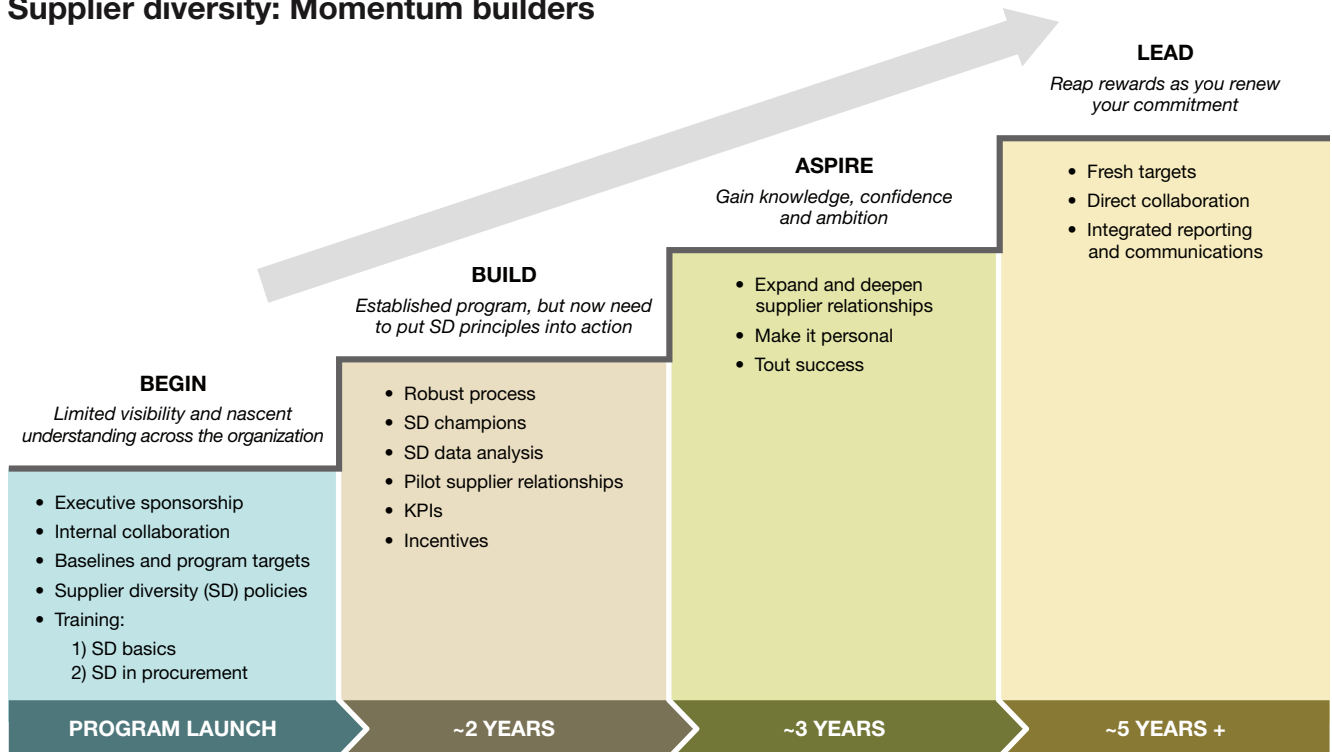 Supplier diversity: Momentum builders
LEAD
Reap rewards as you renew
your commitment
• Fresh targets
• Direct collaboration
• Integrated reporting
and communications
ASPIRE
Gain knowledge, confidence
and ambition
• Expand and deepen
supplier relationships
• Make it personal
• Tout success
BUILD
Established program, but now need
to put SD principles into action
• Robust process
• SD champions
• SD data analysis
• Pilot supplier relationships
• KPIs
• Incentives
BEGIN
Limited visibility and nascent
understanding across the organization
• Executive sponsorship
• Internal collaboration
• Baselines and program targets
• Supplier diversity (SD) policies
• Training:
1) SD basics
2) SD in procurement
PROGRAM LAUNCH
~2 YEARS
~3 YEARS
~5 YEARS +